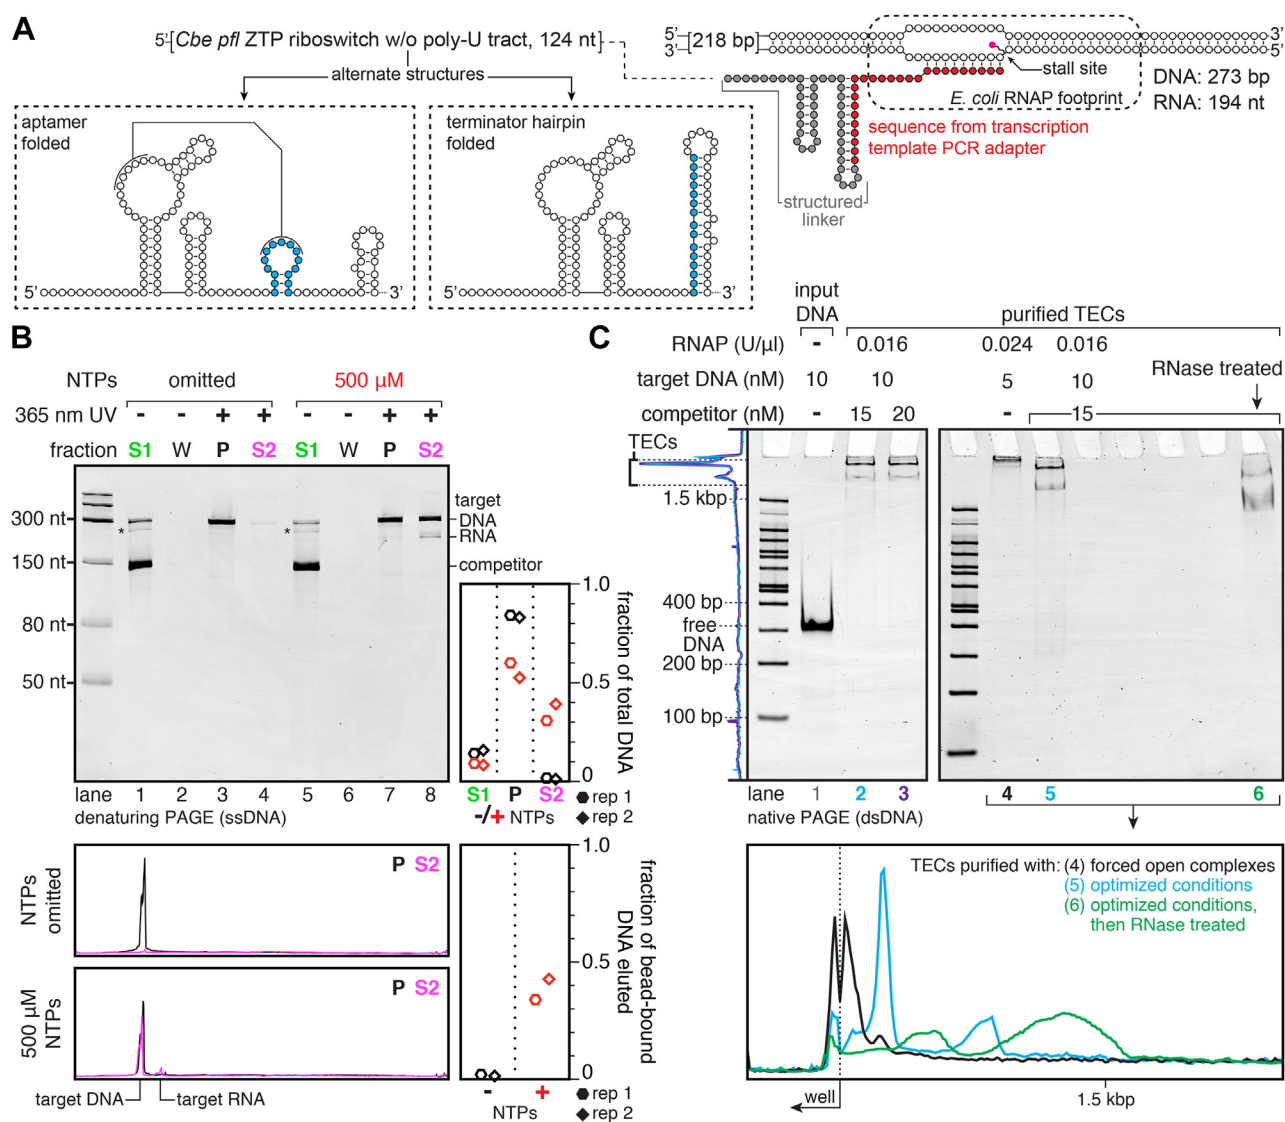 A
5′-[Cbe pfl ZTP riboswitch w/o poly-U tract, 124 nt]
alternate structures
aptamer
folded
5′
3′
terminator hairpin
folded
5′
3′
5′
3′
[218 bp]
3′
5′
stall site
E. coli RNAP footprint
DNA: 273 bp
RNA: 194 nt
sequence from transcription
template PCR adapter
structured
linker
B
NTPs omitted 500 µM
365 nm UV - - + + - - + +
fraction S1 W P S2 S1 W P S2
300 nt
150 nt
80 nt
50 nt
*
*
target
DNA
RNA
competitor
lane 1 2 3 4 5 6 7 8
denaturing PAGE (ssDNA)
1.0
0.5
0
fraction of total DNA
S1 P S2
-/+ NTPs
rep 1
rep 2
NTPs
omitted
P S2
500 µM
NTPs
P S2
target DNA
target RNA
1.0
0.5
0
fraction of bead-bound
DNA eluted
- +
NTPs
rep 1
rep 2
C
input
DNA
purified TECs
RNAP (U/µl) - 0.016 0.024 0.016
target DNA (nM) 10 10 5 10
competitor (nM) - 15 20 - 15
RNase treated
TECs
1.5 kbp
400 bp
free
DNA
200 bp
100 bp
lane 1 2 3 4 5 6
native PAGE (dsDNA)
TECs purified with: (4) forced open complexes
(5) optimized conditions
(6) optimized conditions,
then RNase treated
well
1.5 kbp